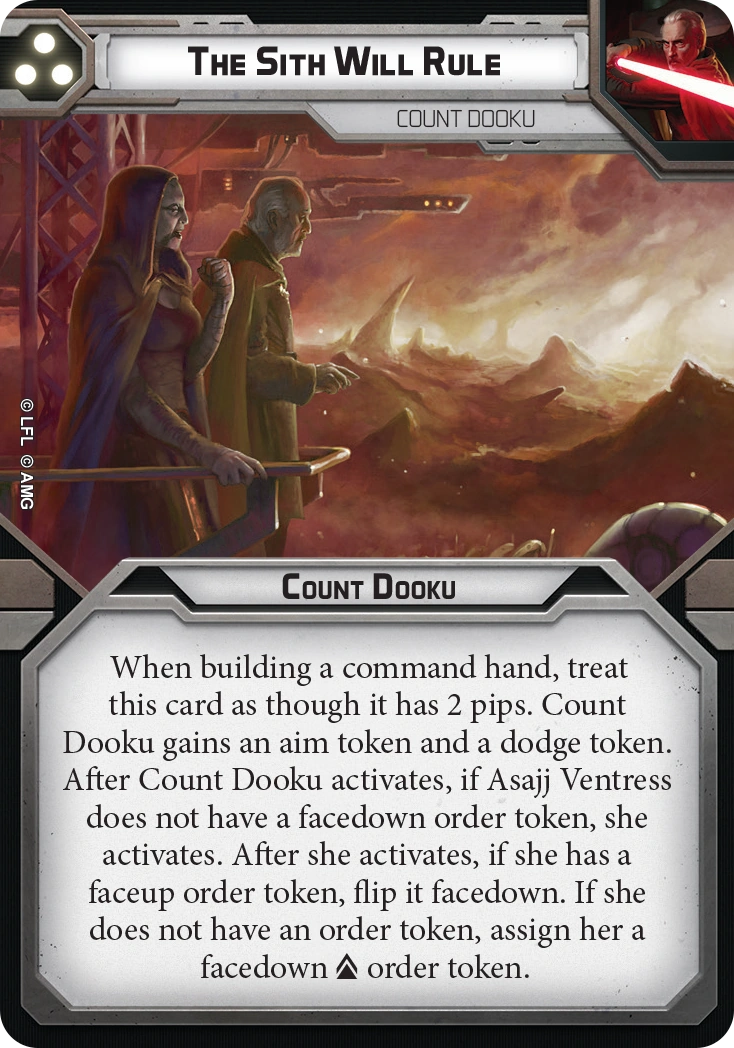 The Sith Will Rule
COUNT DOOKU
© LFL © AMG
Count Dooku
When building a command hand, treat
this card as though it has 2 pips. Count
Dooku gains an aim token and a dodge token.
After Count Dooku activates, if Asajj Ventress
does not have a facedown order token, she
activates. After she activates, if she has a
faceup order token, flip it facedown. If she
does not have an order token, assign her a
facedown order token.